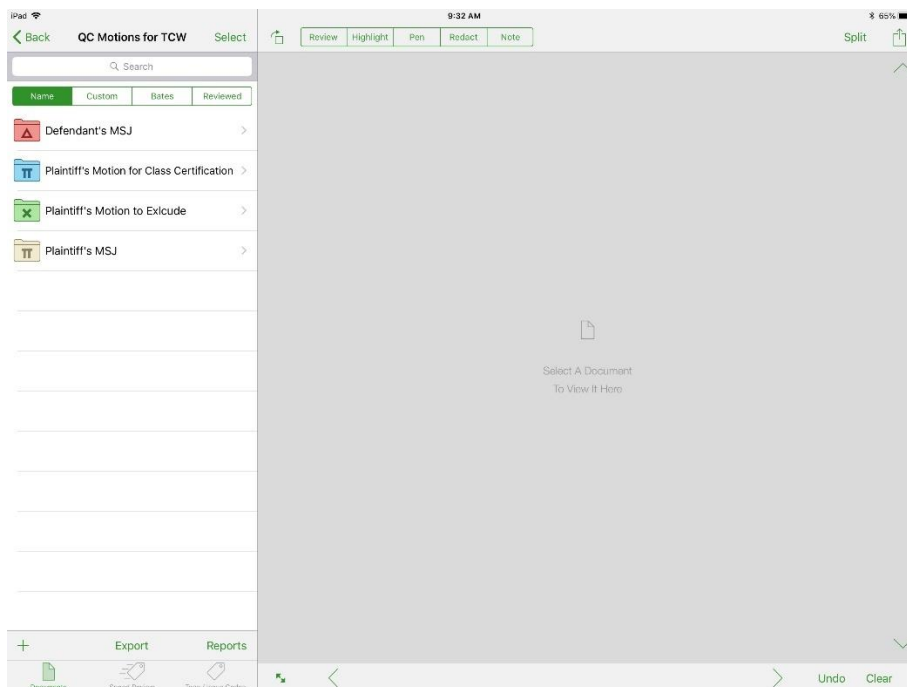 iPad 9:32 AM 65%
Back QC Motions for TCW Select Review Highlight Pen Redact Note Split
Search
Name Custom Bates Reviewed
Defendant's MSJ
Plaintiff's Motion for Class Certification
Plaintiff's Motion to Exlcude
Plaintiff's MSJ
Select A Document
To View It Here
+ Export Reports
Documents
Undo Clear